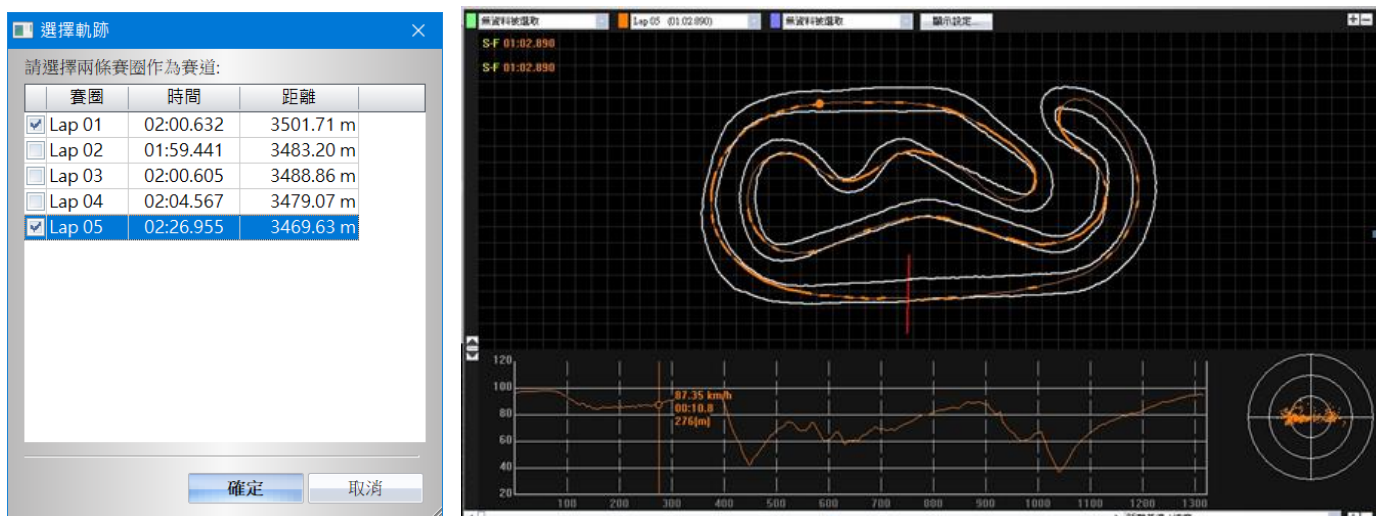 選擇軌跡
請選擇兩條賽圈作為賽道:
賽圈 時間 距離
Lap 01 02:00.632 3501.71 m
Lap 02 01:59.441 3483.20 m
Lap 03 02:00.605 3488.86 m
Lap 04 02:04.567 3479.07 m
Lap 05 02:26.955 3469.63 m
確定 取消
無資料被選取 Lap 05 (01:02.890) 無資料被選取 顯示設定...
S-F 01:02.890
S-F 01:02.890
120
100
80
60
40
20
87.35 km/h
00:10.8
276[m]
100 200 300 400 500 600 700 800 900 1000 1100 1200 1300